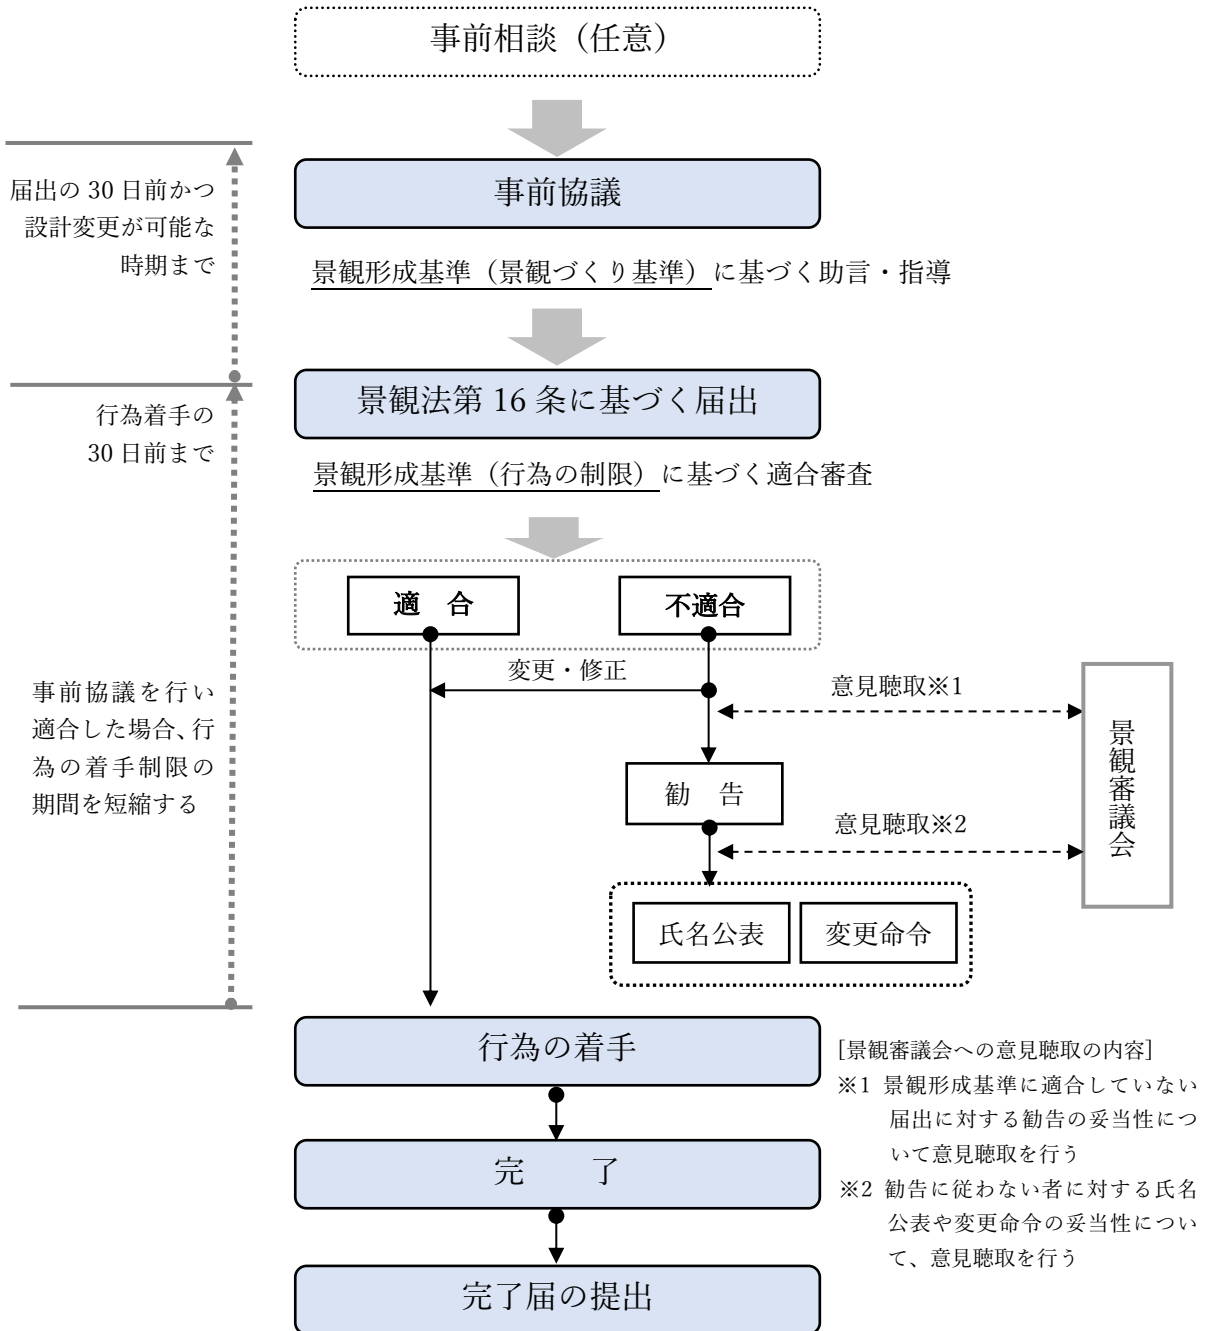 事前相談（任意）
事前協議
届出の 30 日前かつ
設計変更が可能な
時期まで
景観形成基準（景観づくり基準）に基づく助言・指導
景観法第 16 条に基づく届出
行為着手の
30 日前まで
景観形成基準（行為の制限）に基づく適合審査
適　合
不適合
変更・修正
意見聴取※1
事前協議を行い
適合した場合、行
為の着手制限の
期間を短縮する
景観審議会
勧　告
意見聴取※2
氏名公表
変更命令
行為の着手
[景観審議会への意見聴取の内容]
※1 景観形成基準に適合していない
届出に対する勧告の妥当性につ
いて意見聴取を行う
※2 勧告に従わない者に対する氏名
公表や変更命令の妥当性につい
て、意見聴取を行う
完　　了
完了届の提出